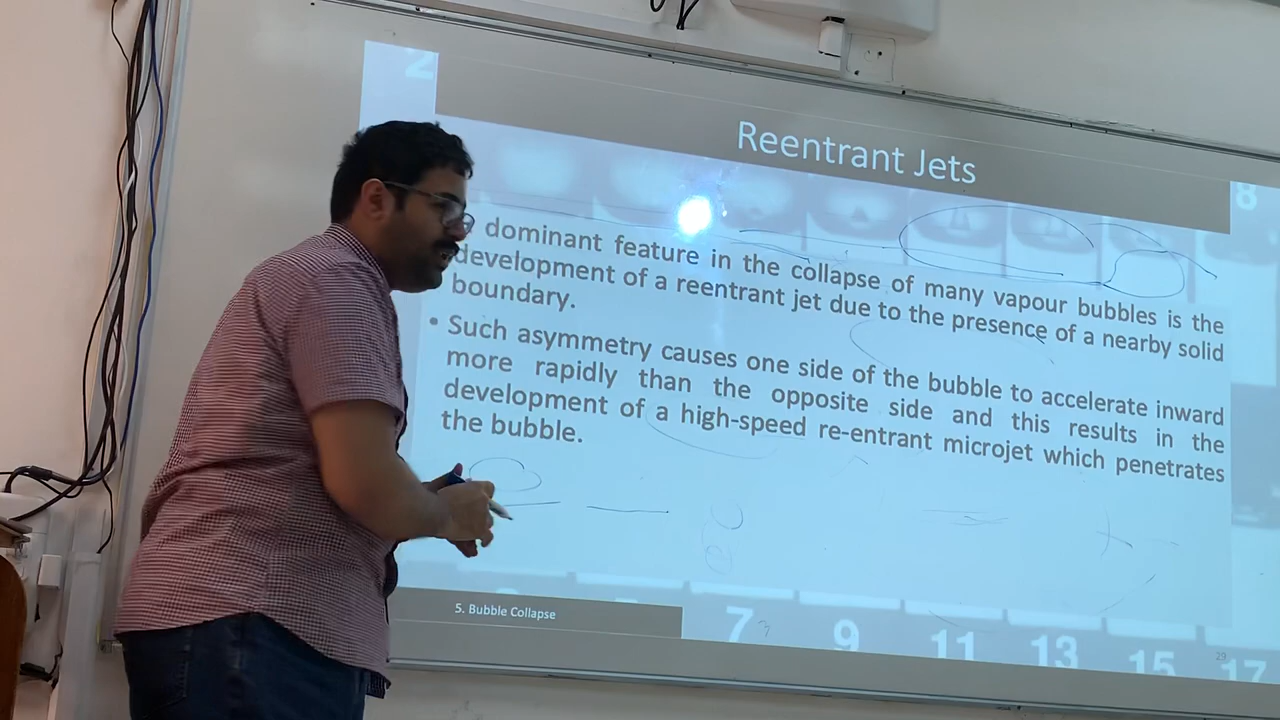 2
Reentrant Jets
8
dominant feature in the collapse of many vapour bubbles is the
development of a reentrant jet due to the presence of a nearby solid
boundary.
• Such asymmetry causes one side of the bubble to accelerate inward
more rapidly than the opposite side and this results in the
development of a high-speed re-entrant microjet which penetrates
the bubble.
5. Bubble Collapse
7 9 11 13 15 17
29